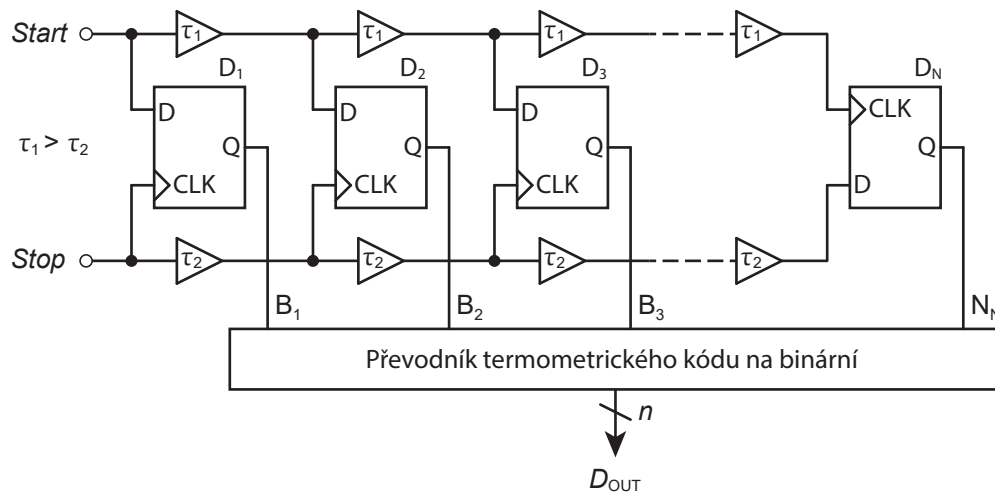 Start τ1 τ1 τ1 τ1
D1 D2 D3 DN
D D D CLK
τ1 > τ2
Q Q Q Q
CLK CLK CLK D
Stop τ2 τ2 τ2 τ2
B1 B2 B3 NN
Převodník termometrického kódu na binární
n
DOUT